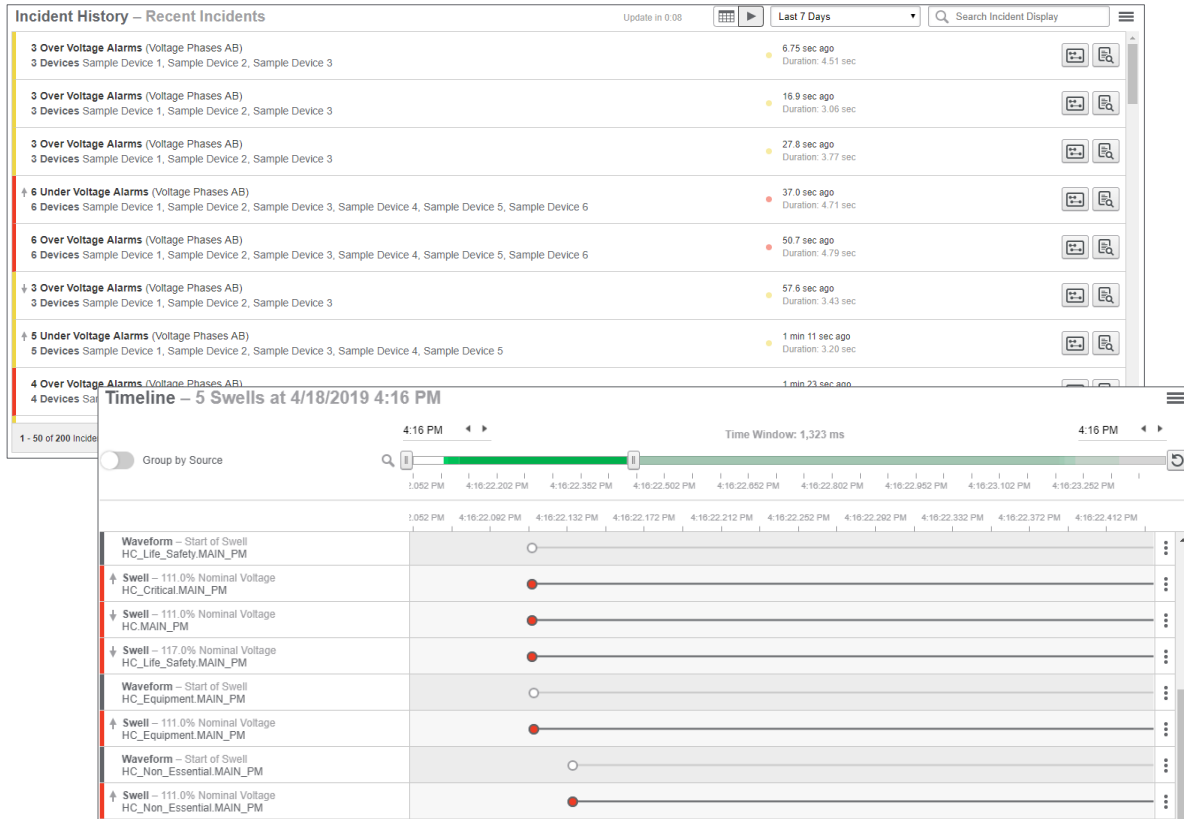 Incident History – Recent Incidents
Update in 0:08
Last 7 Days
Search Incident Display
3 Over Voltage Alarms (Voltage Phases AB)
6.75 sec ago
3 Devices Sample Device 1, Sample Device 2, Sample Device 3
Duration: 4.51 sec
3 Over Voltage Alarms (Voltage Phases AB)
16.9 sec ago
3 Devices Sample Device 1, Sample Device 2, Sample Device 3
Duration: 3.06 sec
3 Over Voltage Alarms (Voltage Phases AB)
27.8 sec ago
3 Devices Sample Device 1, Sample Device 2, Sample Device 3
Duration: 3.77 sec
6 Under Voltage Alarms (Voltage Phases AB)
37.0 sec ago
6 Devices Sample Device 1, Sample Device 2, Sample Device 3, Sample Device 4, Sample Device 5, Sample Device 6
Duration: 4.71 sec
6 Over Voltage Alarms (Voltage Phases AB)
50.7 sec ago
6 Devices Sample Device 1, Sample Device 2, Sample Device 3, Sample Device 4, Sample Device 5, Sample Device 6
Duration: 4.79 sec
3 Over Voltage Alarms (Voltage Phases AB)
57.6 sec ago
3 Devices Sample Device 1, Sample Device 2, Sample Device 3
Duration: 3.43 sec
5 Under Voltage Alarms (Voltage Phases AB)
1 min 11 sec ago
5 Devices Sample Device 1, Sample Device 2, Sample Device 3, Sample Device 4, Sample Device 5
Duration: 3.20 sec
4 Over Voltage Alarms (Voltage Phases AB)
1 min 23 sec ago
4 Devices Sa
1 - 50 of 200 Incide
Timeline – 5 Swells at 4/18/2019 4:16 PM
4:16 PM
Time Window: 1,323 ms
4:16 PM
Group by Source
2.052 PM 4:16:22.202 PM 4:16:22.352 PM 4:16:22.502 PM 4:16:22.652 PM 4:16:22.802 PM 4:16:22.952 PM 4:16:23.102 PM 4:16:23.252 PM
2.052 PM 4:16:22.092 PM 4:16:22.132 PM 4:16:22.172 PM 4:16:22.212 PM 4:16:22.252 PM 4:16:22.292 PM 4:16:22.332 PM 4:16:22.372 PM 4:16:22.412 PM
Waveform – Start of Swell
HC_Life_Safety.MAIN_PM
Swell – 111.0% Nominal Voltage
HC_Critical.MAIN_PM
Swell – 111.0% Nominal Voltage
HC.MAIN_PM
Swell – 117.0% Nominal Voltage
HC_Life_Safety.MAIN_PM
Waveform – Start of Swell
HC_Equipment.MAIN_PM
Swell – 111.0% Nominal Voltage
HC_Equipment.MAIN_PM
Waveform – Start of Swell
HC_Non_Essential.MAIN_PM
Swell – 111.0% Nominal Voltage
HC_Non_Essential.MAIN_PM